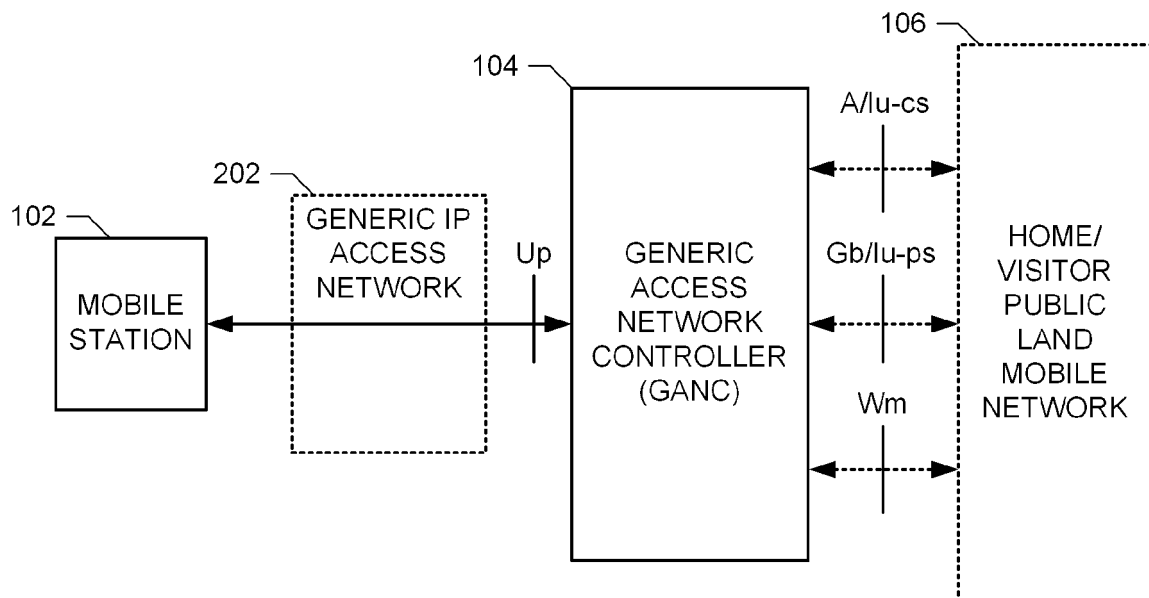 106
104
A/Iu-cs
202
102
GENERIC IP
ACCESS
NETWORK
Up
MOBILE
STATION
GENERIC
ACCESS
NETWORK
CONTROLLER
(GANC)
Gb/Iu-ps
Wm
HOME/
VISITOR
PUBLIC
LAND
MOBILE
NETWORK